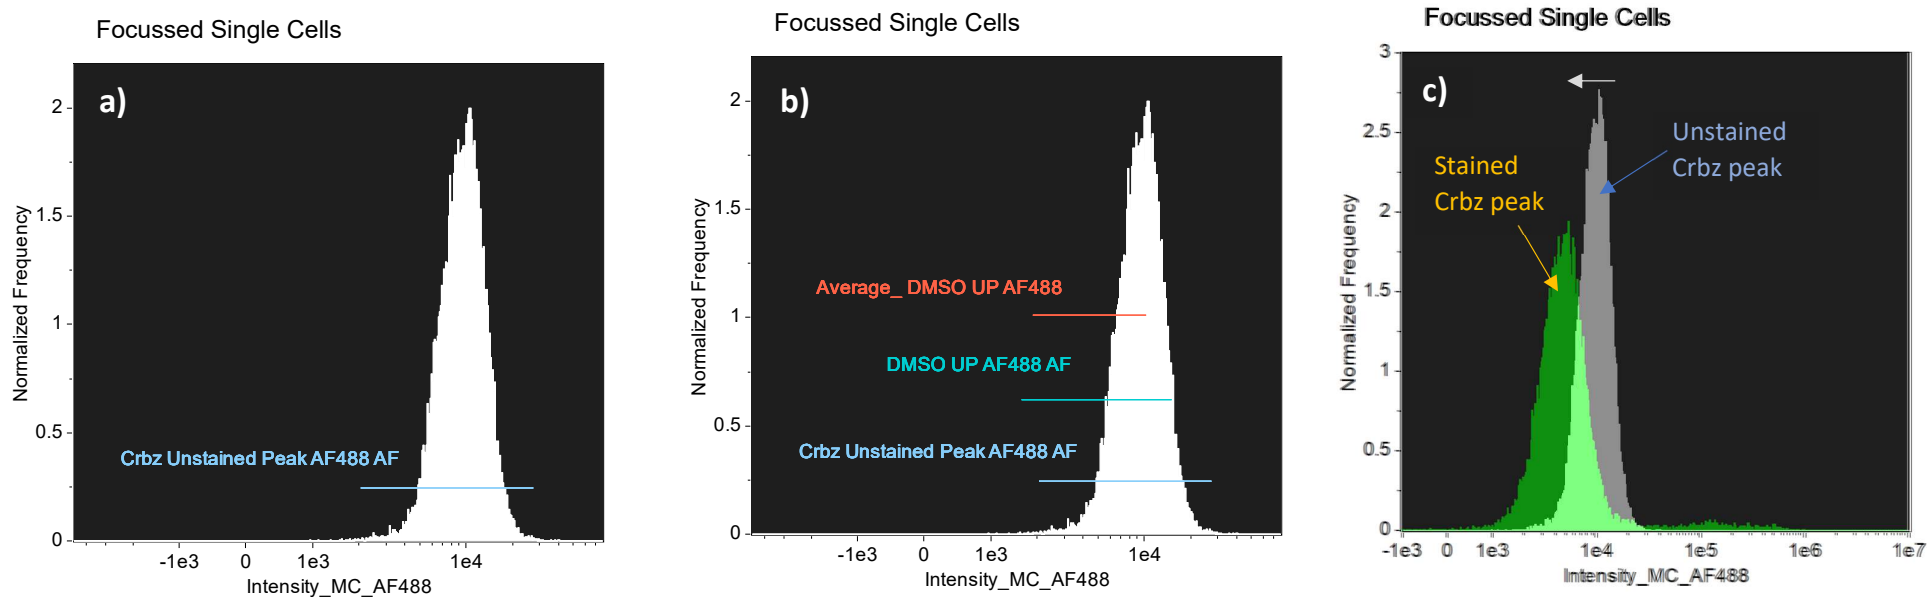 Focussed Single Cells
a)
2
1.5
1
0.5
0
Normalized Frequency
Crbz Unstained Peak AF488 AF
-1e3
0
1e3
1e4
Intensity_MC_AF488
Focussed Single Cells
b)
2
1.5
1
0.5
0
Normalized Frequency
Average_ DMSO UP AF488
DMSO UP AF488 AF
Crbz Unstained Peak AF488 AF
-1e3
0
1e3
1e4
Intensity_MC_AF488
Focussed Single Cells
c)
3
2.5
2
1.5
1
0.5
0
Normalized Frequency
Stained
Crbz peak
Unstained
Crbz peak
-1e3
0
1e3
1e4
1e5
1e6
1e7
Intensity_MC_AF488